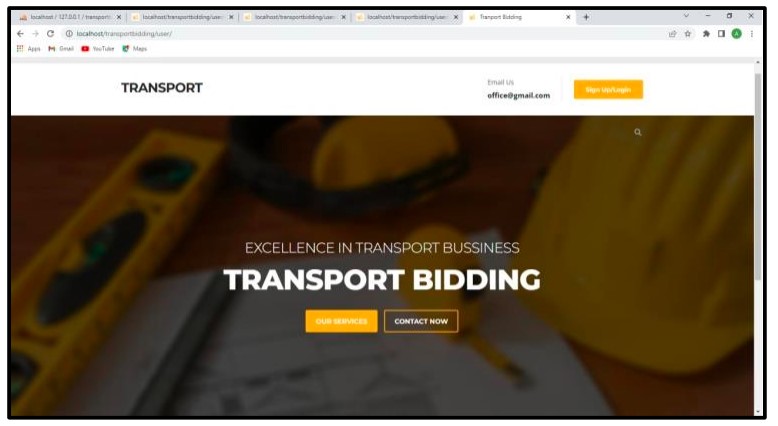 localhost / 127.0.0.1 / transport
localhost/transportbidding/user
localhost/transportbidding/user
localhost/transportbidding/user
Tranport Bidding
localhost/transportbidding/user/
Apps
Gmail
YouTube
Maps
TRANSPORT
Email Us
office@gmail.com
Sign Up/Login
EXCELLENCE IN TRANSPORT BUSSINESS
TRANSPORT BIDDING
OUR SERVICES
CONTACT NOW